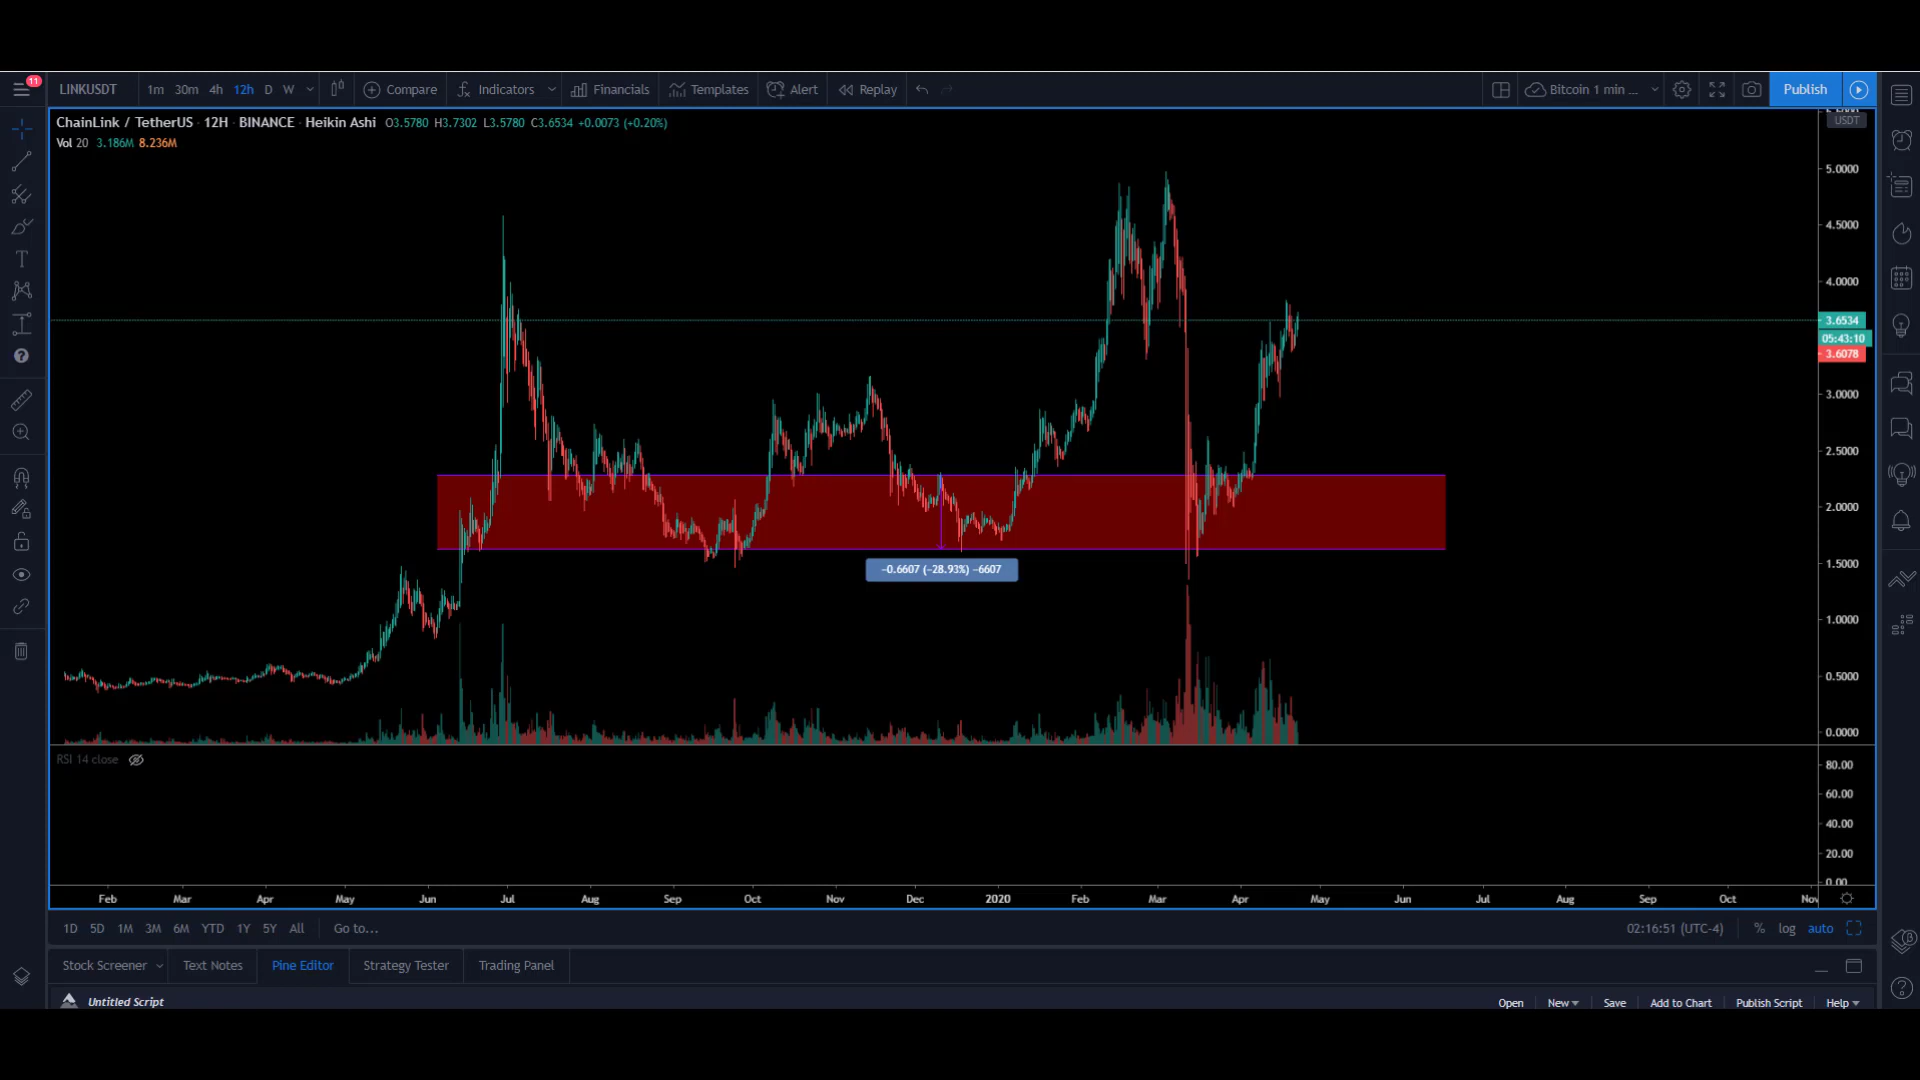 11
LINKUSDT 1m 30m 4h 12h D W Compare Indicators Financials Templates Alert Replay Bitcoin 1 min ... Publish
ChainLink / TetherUS · 12H · BINANCE · Heikin Ashi O3.5780 H3.7302 L3.5780 C3.6534 +0.0073 (+0.20%)
USDT
Vol 20 3.186M 8.236M
5.0000
4.5000
4.0000
3.6534
05:43:10
3.6078
3.0000
2.5000
2.0000
1.5000
1.0000
0.5000
0.0000
−0.6607 (−28.93%) −6607
RSI 14 close
80.00
60.00
40.00
20.00
0.00
Feb Mar Apr May Jun Jul Aug Sep Oct Nov Dec 2020 Feb Mar Apr May Jun Jul Aug Sep Oct Nov
1D 5D 1M 3M 6M YTD 1Y 5Y All Go to... 02:16:51 (UTC-4) % log auto
Stock Screener Text Notes Pine Editor Strategy Tester Trading Panel
Untitled Script Open New Save Add to Chart Publish Script Help